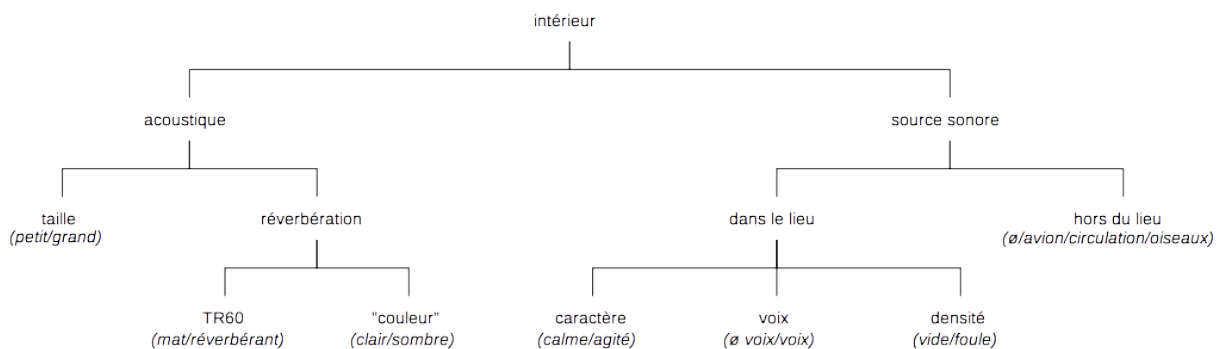 intérieur
acoustique
source sonore
taille
(petit/grand)
réverbération
dans le lieu
hors du lieu
(ø/avion/circulation/oiseaux)
TR60
(mat/réverbérant)
"couleur"
(clair/sombre)
caractère
(calme/agité)
voix
(ø voix/voix)
densité
(vide/foule)